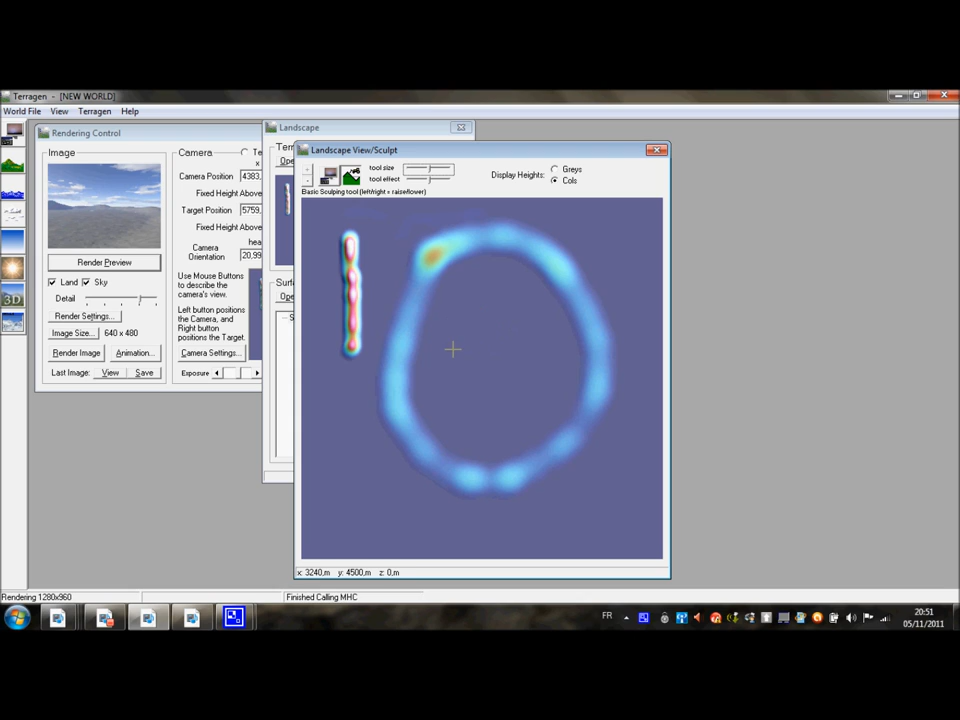 Terragen - [NEW WORLD]
World File View Terragen Help
Rendering Control
Landscape
Landscape View/Sculpt
Image
Camera
Camera Position 4383,
Fixed Height Above
Target Position 5759,
Fixed Height Above
Camera
Orientation
20,99
Render Preview
Land Sky
Detail
Render Settings...
Image Size... 640 x 480
Render Image Animation...
Last Image: View Save
Use Mouse Buttons
to describe the
camera's view.
Left button positions
the Camera, and
Right button
positions the Target.
Camera Settings...
Exposure
tool size
tool effect
Display Heights:
Greys
Cols
Basic Sculping tool (left/right = raise/lower)
x: 3240,m y: 4500,m z: 0,m
Rendering 1280x960
Finished Calling MHC
FR
20:51
05/11/2011